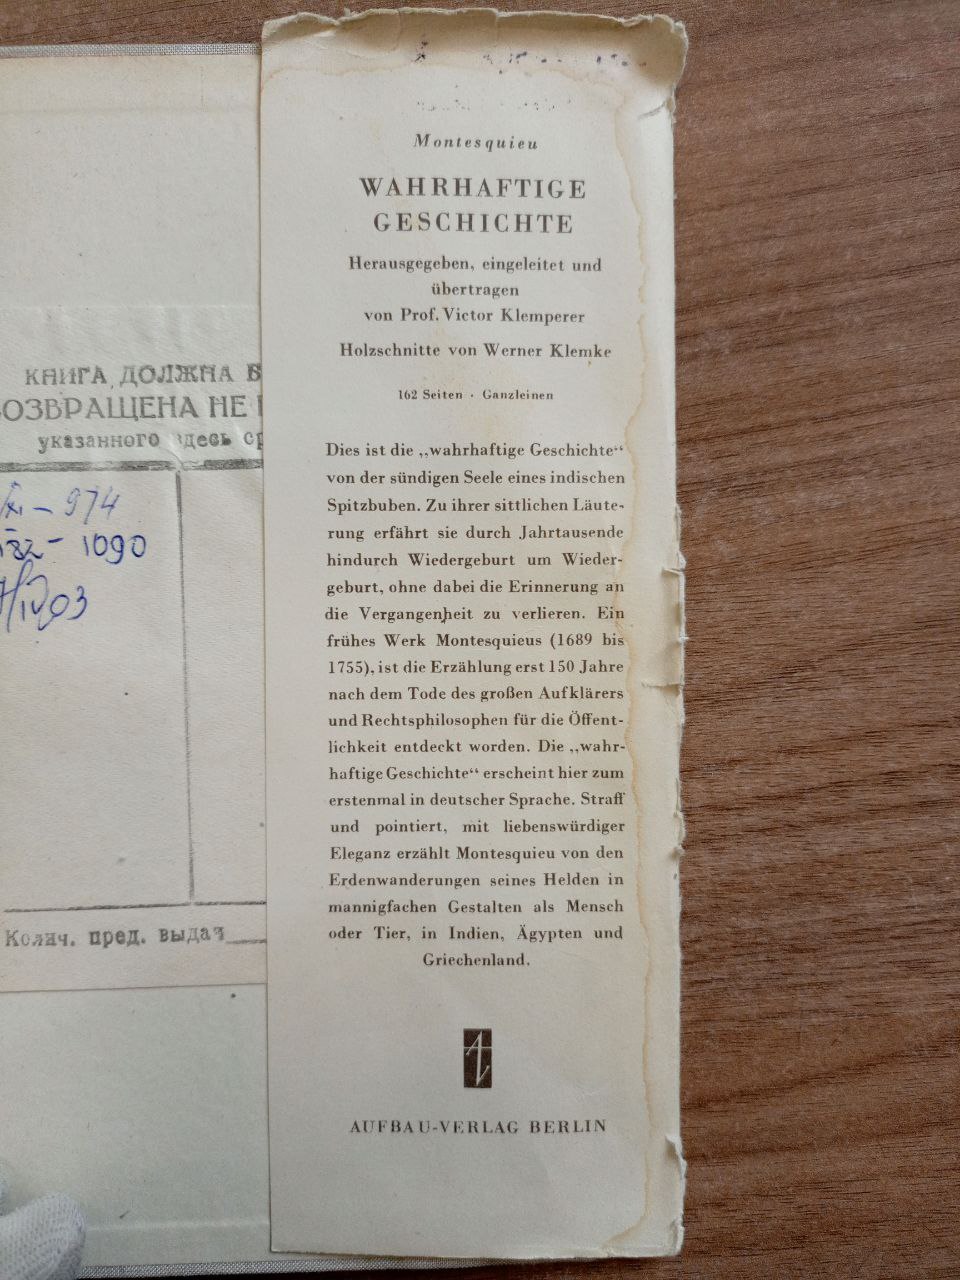 Montesquieu
WAHRHAFTIGE
GESCHICHTE
Herausgegeben, eingeleitet und
übertragen
von Prof. Victor Klemperer
Holzschnitte von Werner Klemke
162 Seiten · Ganzleinen
Dies ist die „wahrhaftige Geschichte“
von der sündigen Seele eines indischen
Spitzbuben. Zu ihrer sittlichen Läute-
rung erfährt sie durch Jahrtausende
hindurch Wiedergeburt um Wieder-
geburt, ohne dabei die Erinnerung an
die Vergangenheit zu verlieren. Ein
frühes Werk Montesquieus (1689 bis
1755), ist die Erzählung erst 150 Jahre
nach dem Tode des großen Aufklärers
und Rechtsphilosophen für die Öffent-
lichkeit entdeckt worden. Die „wahr-
haftige Geschichte“ erscheint hier zum
erstenmal in deutscher Sprache. Straff
und pointiert, mit liebenswürdiger
Eleganz erzählt Montesquieu von den
Erdenwanderungen seines Helden in
mannigfachen Gestalten als Mensch
oder Tier, in Indien, Ägypten und
Griechenland.
AUFBAU-VERLAG BERLIN
КНИГА ДОЛЖНА Б
ОЗВРАЩЕНА НЕ
указанного здесь ср
974
1090
Колич. пред. выдач